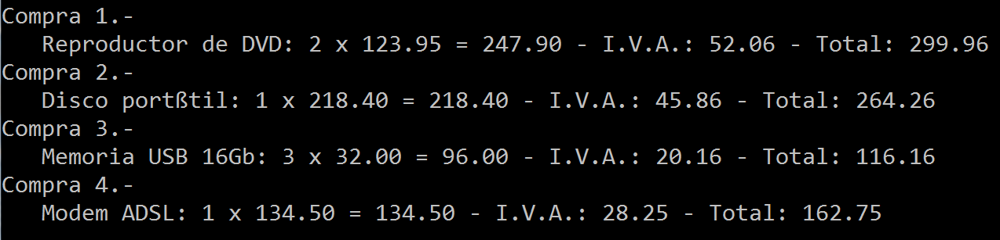 Compra 1.-
Reproductor de DVD: 2 x 123.95 = 247.90 - I.V.A.: 52.06 - Total: 299.96
Compra 2.-
Disco portßtil: 1 x 218.40 = 218.40 - I.V.A.: 45.86 - Total: 264.26
Compra 3.-
Memoria USB 16Gb: 3 x 32.00 = 96.00 - I.V.A.: 20.16 - Total: 116.16
Compra 4.-
Modem ADSL: 1 x 134.50 = 134.50 - I.V.A.: 28.25 - Total: 162.75